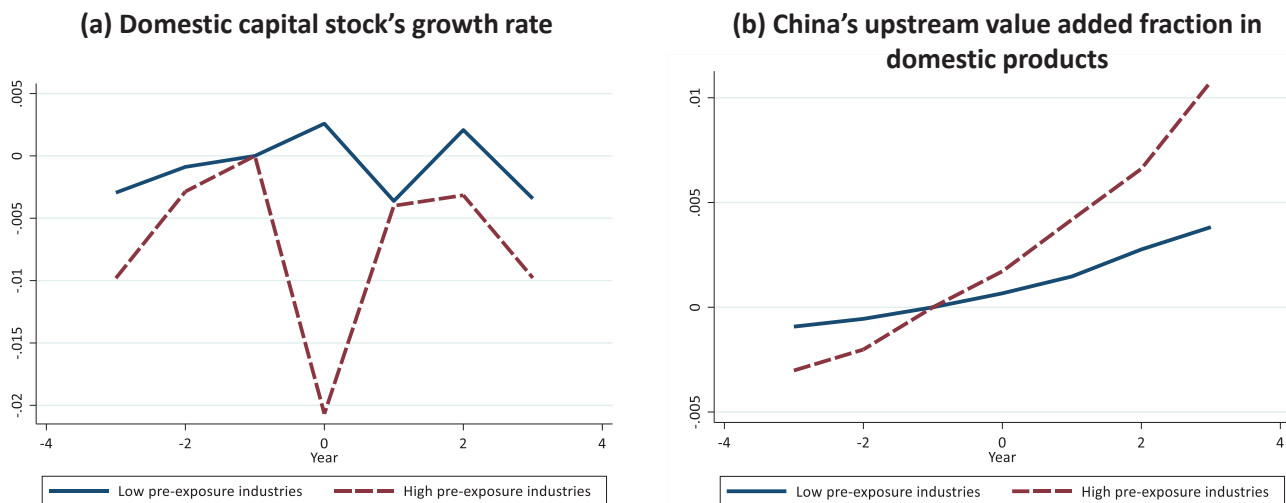 (a) Domestic capital stock’s growth rate
.005
0
-.005
-.01
-.015
-.02
-4
-2
0
2
4
Year
Low pre-exposure industries
High pre-exposure industries
(b) China’s upstream value added fraction in
domestic products
.01
.005
0
-.005
-4
-2
0
2
4
Year
Low pre-exposure industries
High pre-exposure industries